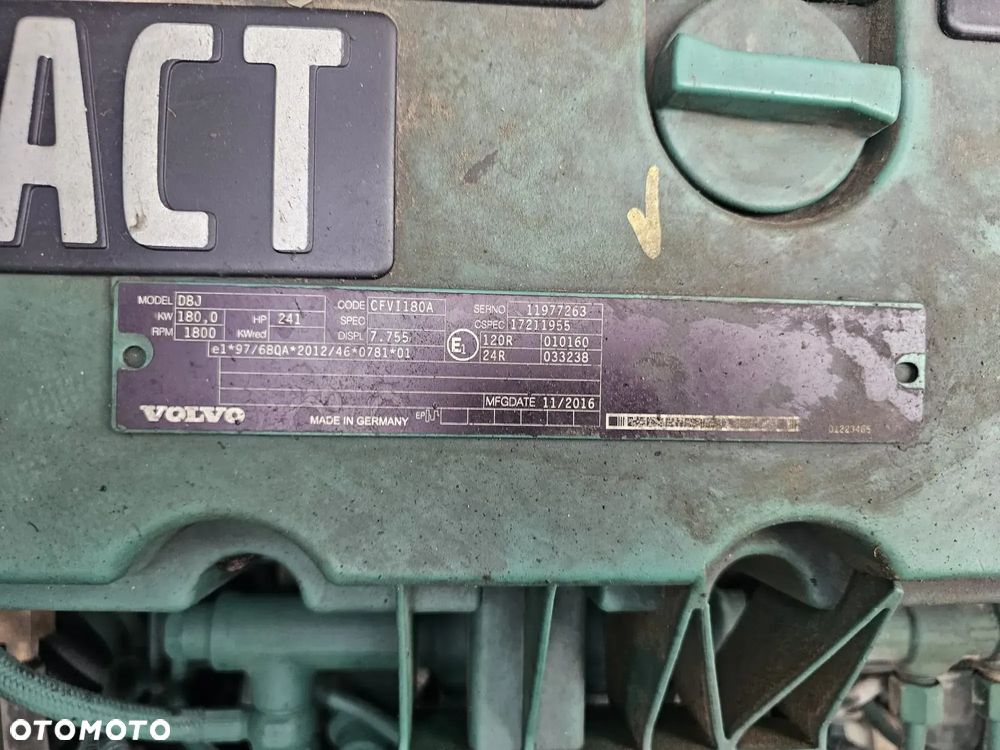 ACT
MODEL D8J CODE CFVI180A SERNO 11977263
KW 180,0 HP 241 SPEC CSPEC 17211955
RPM 1800 KWred DISPL 7.755 E1 120R 010160
e1*97/68QA*2012/46*0781*01 24R 033238
MFGDATE 11/2016
VOLVO MADE IN GERMANY EP
01223465
OTOMOTO